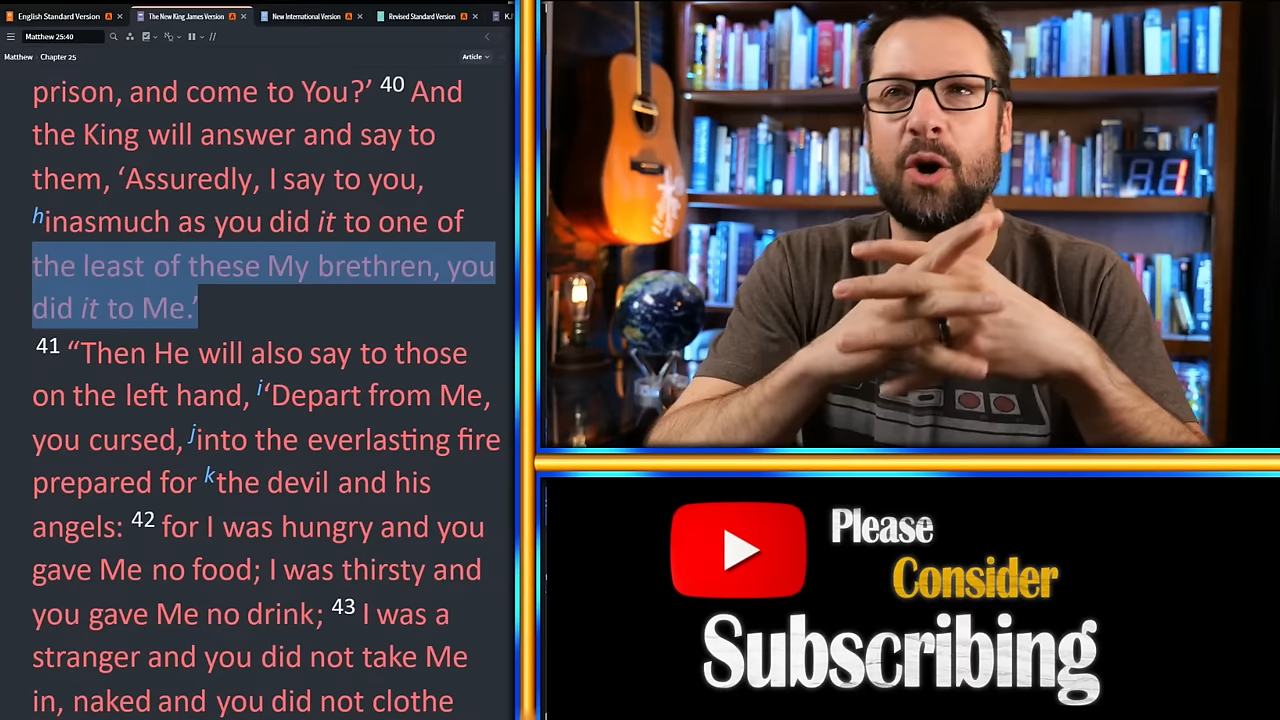 English Standard Version A ×
The New King James Version A ×
New International Version A ×
Revised Standard Version A ×
Matthew 25:40
Matthew Chapter 25
Article
prison, and come to You?’ 40 And
the King will answer and say to
them, ‘Assuredly, I say to you,
h inasmuch as you did it to one of
the least of these My brethren, you
did it to Me.’
41 “Then He will also say to those
on the left hand, i ‘Depart from Me,
you cursed, j into the everlasting fire
prepared for k the devil and his
angels: 42 for I was hungry and you
gave Me no food; I was thirsty and
you gave Me no drink; 43 I was a
stranger and you did not take Me
in, naked and you did not clothe
Please
Consider
Subscribing